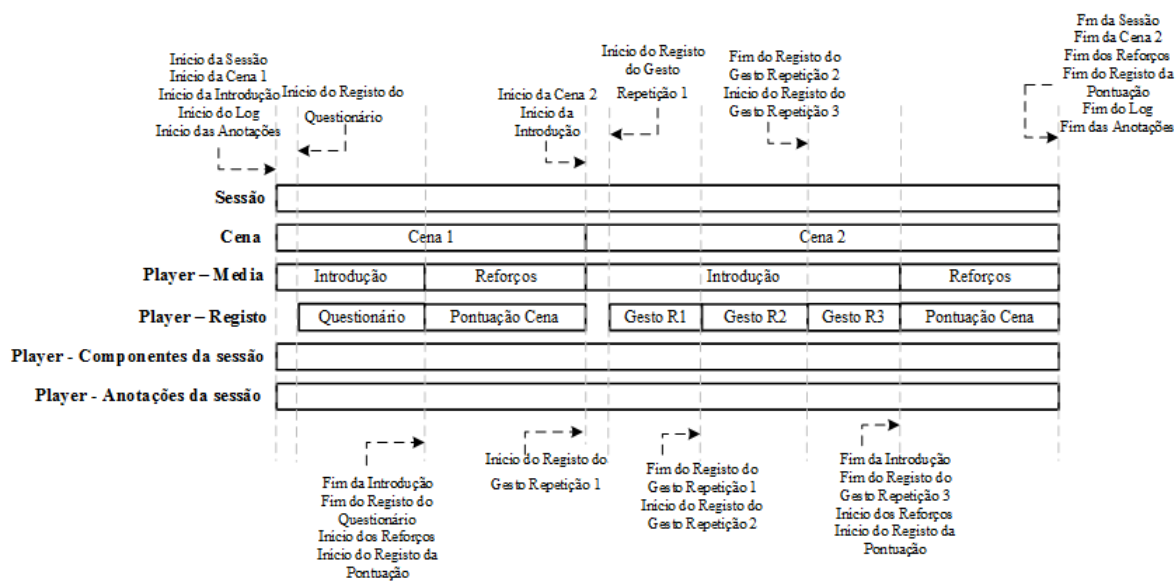 Inicio da Sessão
Inicio da Cena 1
Inicio da Introdução
Inicio do Log
Inicio das Anotações
Inicio do Registo do
Questionário
Inicio da Cena 2
Inicio da
Introdução
Inicio do Registo
do Gesto
Repetição 1
Fim do Registo do
Gesto Repetição 2
Inicio do Registo do
Gesto Repetição 3
Fm da Sessão
Fim da Cena 2
Fim dos Reforços
Fim do Registo da
Pontuação
Fim do Log
Fim das Anotações
Sessão
Cena
Cena 1
Cena 2
Player – Media
Introdução
Reforços
Introdução
Reforços
Player – Registo
Questionário
Pontuação Cena
Gesto R1
Gesto R2
Gesto R3
Pontuação Cena
Player - Componentes da sessão
Player - Anotações da sessão
Fim da Introdução
Fim do Registo do
Questionário
Inicio dos Reforços
Inicio do Registo da
Pontuação
Inicio do Registo do
Gesto Repetição 1
Fim do Registo do
Gesto Repetição 1
Inicio do Registo do
Gesto Repetição 2
Fim da Introdução
Fim do Registo do
Gesto Repetição 3
Inicio dos Reforços
Inicio do Registo da
Pontuação